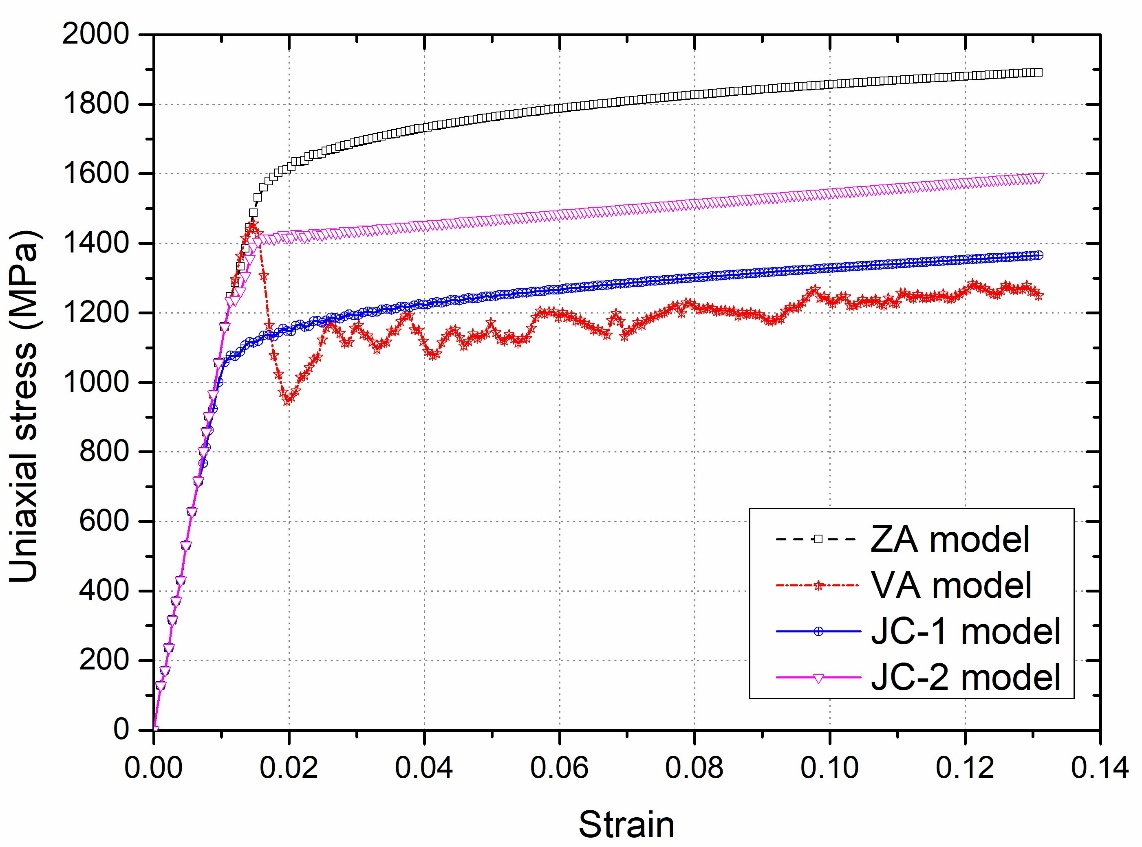 Uniaxial stress (MPa)
2000
1800
1600
1400
1200
1000
800
600
400
200
0
ZA model
VA model
JC-1 model
JC-2 model
0.00 0.02 0.04 0.06 0.08 0.10 0.12 0.14
Strain